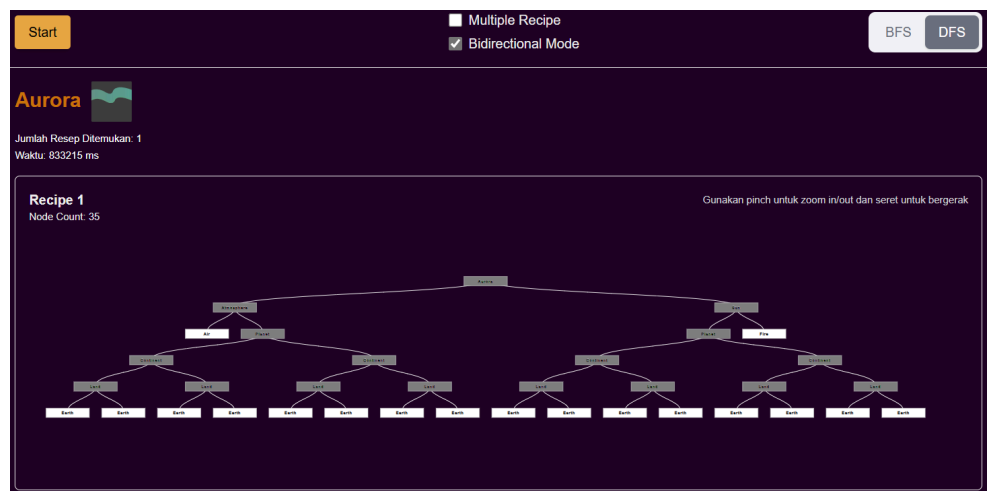 Start
Multiple Recipe
Bidirectional Mode
BFS DFS
Aurora
Jumlah Resep Ditemukan: 1
Waktu: 833215 ms
Recipe 1
Node Count: 35
Gunakan pinch untuk zoom in/out dan seret untuk bergerak
Aurora
Atmosphere Sun
Air Planet Planet Fire
Continent Continent Continent Continent
Land Land Land Land Land Land Land Land
Earth Earth Earth Earth Earth Earth Earth Earth Earth Earth Earth Earth Earth Earth Earth Earth